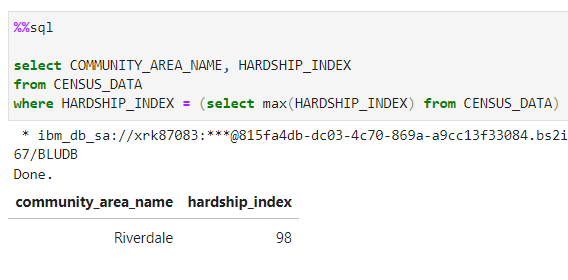 %%sql
select COMMUNITY_AREA_NAME, HARDSHIP_INDEX
from CENSUS_DATA
where HARDSHIP_INDEX = (select max(HARDSHIP_INDEX) from CENSUS_DATA)
* ibm_db_sa://xrk87083:***@815fa4db-dc03-4c70-869a-a9cc13f33084.bs2i
67/BLUDB
Done.
community_area_name hardship_index
Riverdale 98